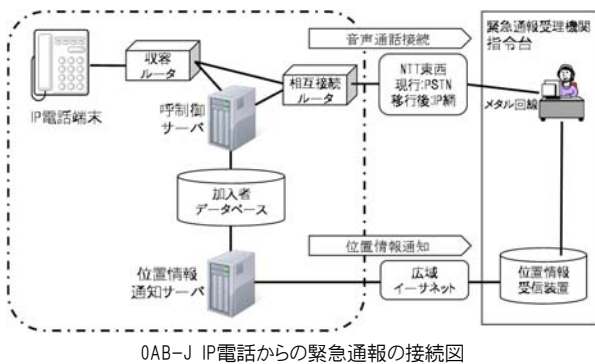 音声通話接続
緊急通報受理機関
指令台
収容
ルータ
相互接続
ルータ
NTT東西
現行:PSTN
移行後:IP網
メタル回線
IP電話端末
呼制御
サーバ
加入者
データベース
位置情報通知
位置情報
通知サーバ
広域
イーサネット
位置情報
受信装置
0AB-J IP電話からの緊急通報の接続図